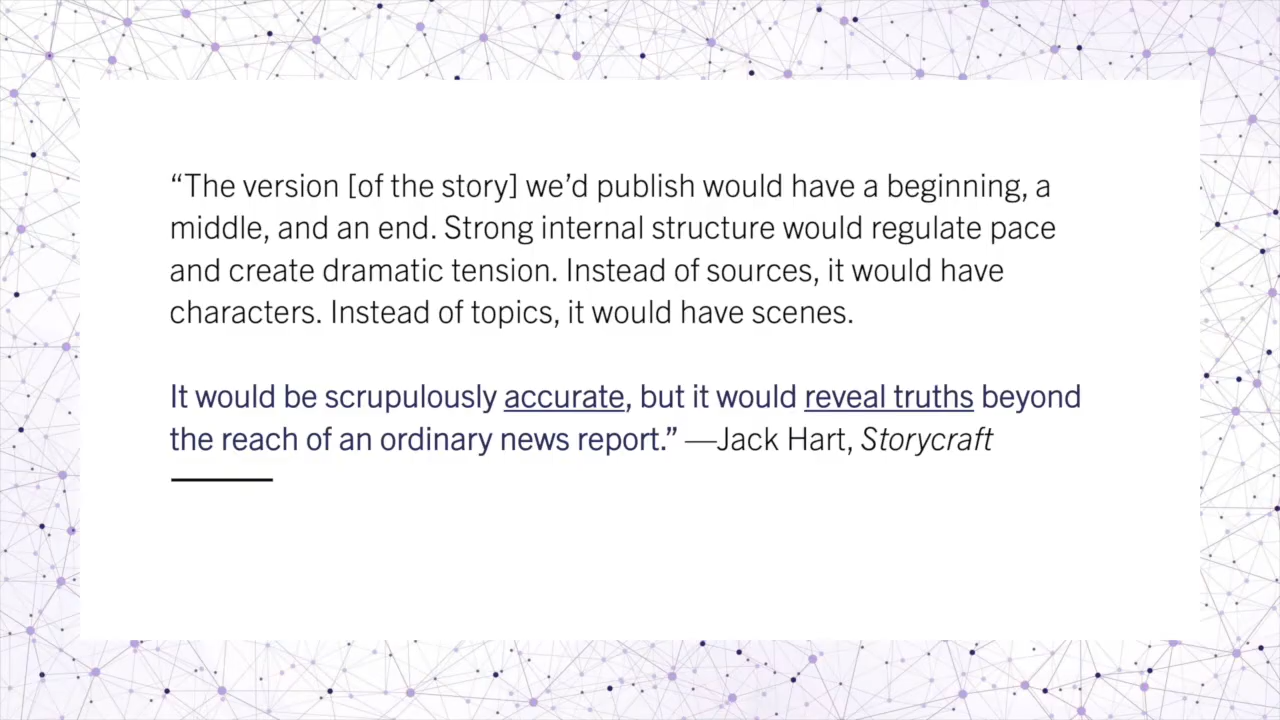 “The version [of the story] we’d publish would have a beginning, a
middle, and an end. Strong internal structure would regulate pace
and create dramatic tension. Instead of sources, it would have
characters. Instead of topics, it would have scenes.
It would be scrupulously accurate, but it would reveal truths beyond
the reach of an ordinary news report.” —Jack Hart, Storycraft